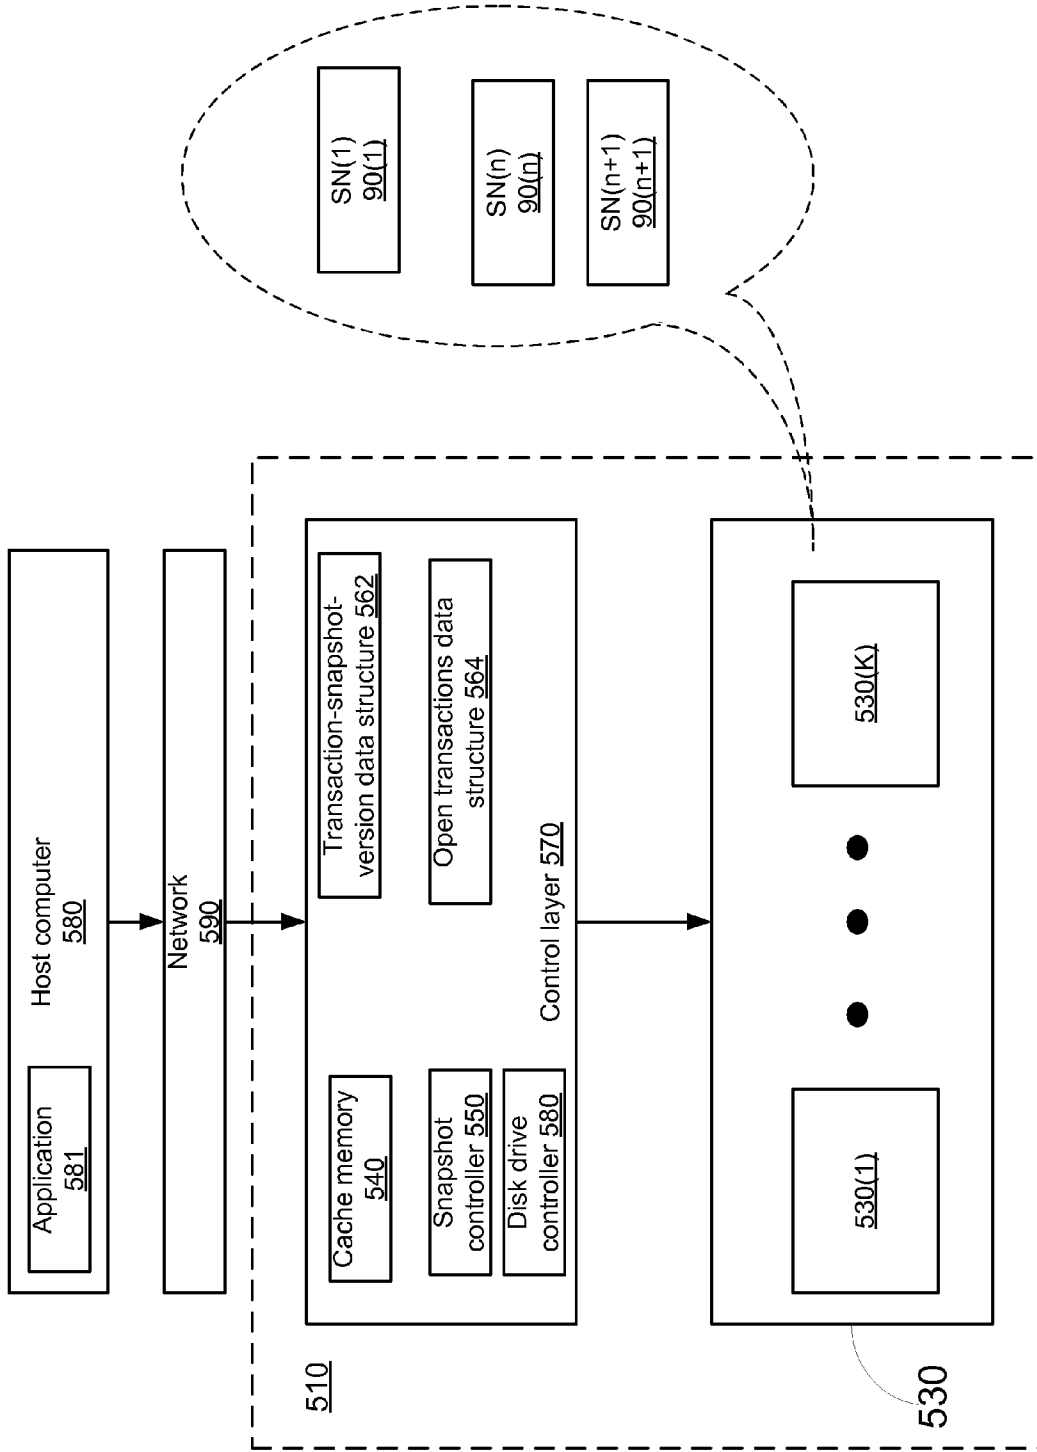 Host computer
580
Application
581
Network
590
510
Cache memory
540
Transaction-snapshot-
version data structure 562
Snapshot
controller 550
Open transactions data
structure 564
Disk drive
controller 580
Control layer 570
530(1)
530(K)
530
SN(1)
90(1)
SN(n)
90(n)
SN(n+1)
90(n+1)